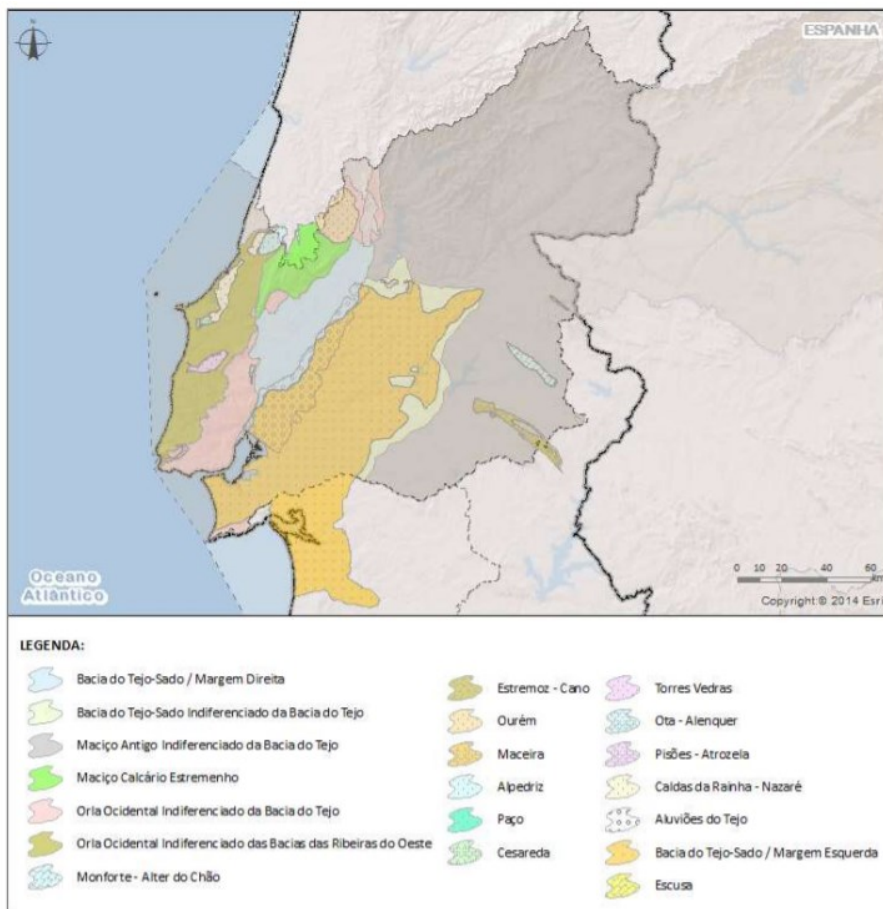 N
ESPANHA
Oceano
Atlântico
0 10 20 40 60
Km
Copyright:© 2014 Esri
LEGENDA:
Bacia do Tejo-Sado / Margem Direita
Bacia do Tejo-Sado Indiferenciado da Bacia do Tejo
Maciço Antigo Indiferenciado da Bacia do Tejo
Maciço Calcário Estremenho
Orla Ocidental Indiferenciado da Bacia do Tejo
Orla Ocidental Indiferenciado das Bacias das Ribeiras do Oeste
Monforte - Alter do Chão
Estremoz - Cano
Ourém
Maceira
Alpedriz
Paço
Cesareda
Torres Vedras
Ota - Alenquer
Pisões - Atrozela
Caldas da Rainha - Nazaré
Aluviões do Tejo
Bacia do Tejo-Sado / Margem Esquerda
Escusa